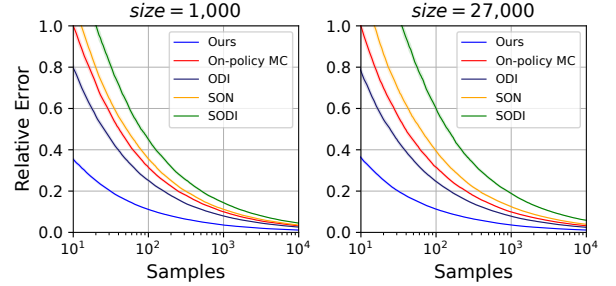 size = 1,000
Relative Error
1.0
0.8
0.6
0.4
0.2
0.0
Ours
On-policy MC
ODI
SON
SODI
10^1
10^2
10^3
10^4
Samples
size = 27,000
1.0
0.8
0.6
0.4
0.2
0.0
Ours
On-policy MC
ODI
SON
SODI
10^1
10^2
10^3
10^4
Samples